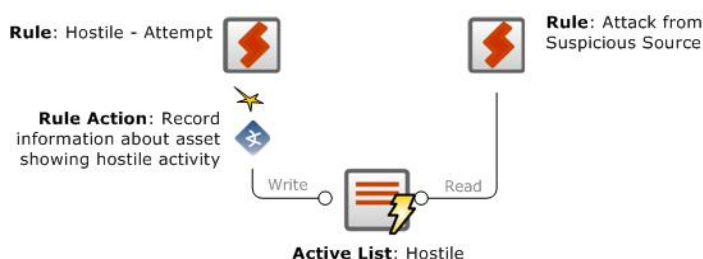 Rule: Hostile - Attempt
Rule: Attack from
Suspicious Source
Rule Action: Record
information about asset
showing hostile activity
Write
Read
Active List: Hostile